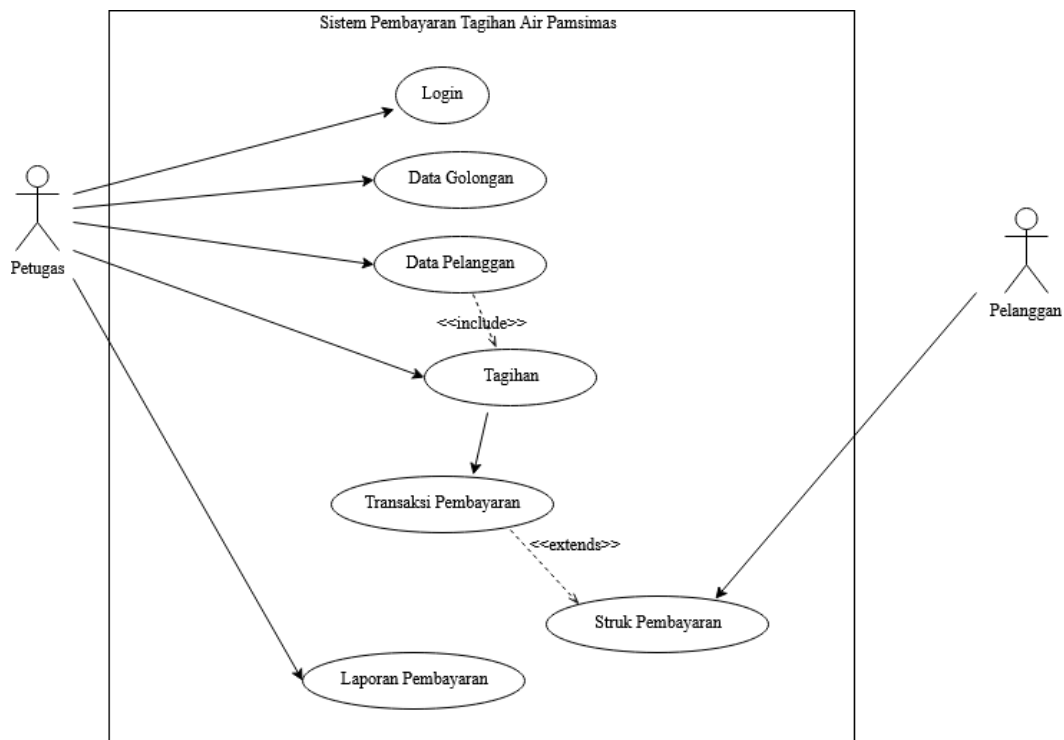 Sistem Pembayaran Tagihan Air Pamsimas
Login
Data Golongan
Data Pelanggan
Petugas
Pelanggan
<<include>>
Tagihan
Transaksi Pembayaran
<<extends>>
Struk Pembayaran
Laporan Pembayaran